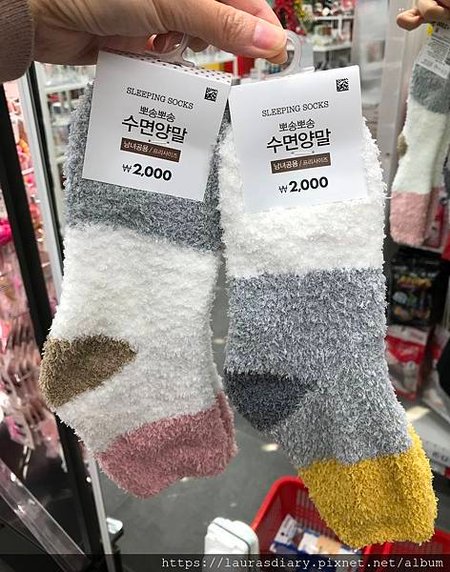 SLEEPING SOCKS
뽀송뽀송
수면양말
남녀공용 / 프리사이즈
₩2,000
SLEEPING SOCKS
뽀송뽀송
수면양말
남녀공용 / 프리사이즈
₩2,000
https://laurasdiary.pixnet.net/album